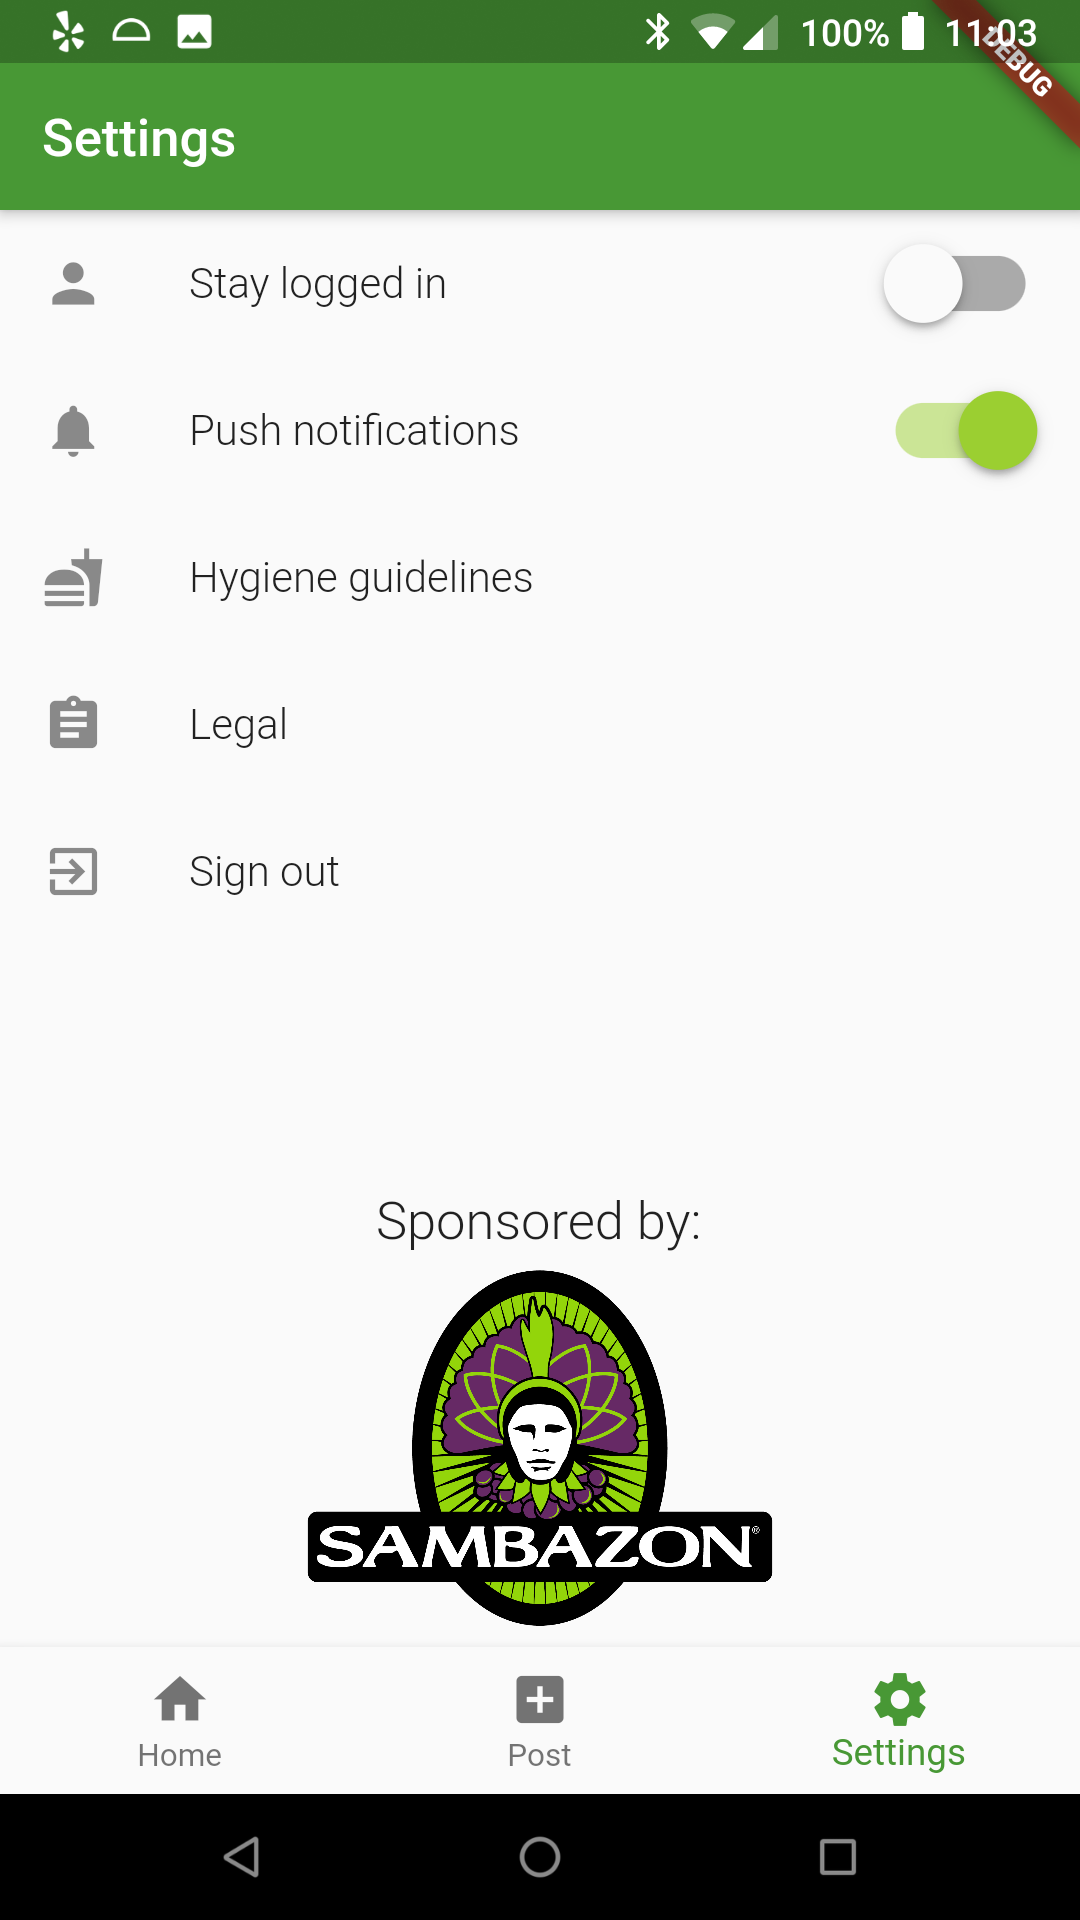 100% 11:03
DEBUG
Settings
Stay logged in
Push notifications
Hygiene guidelines
Legal
Sign out
Sponsored by:
SAMBAZON®
Home Post Settings